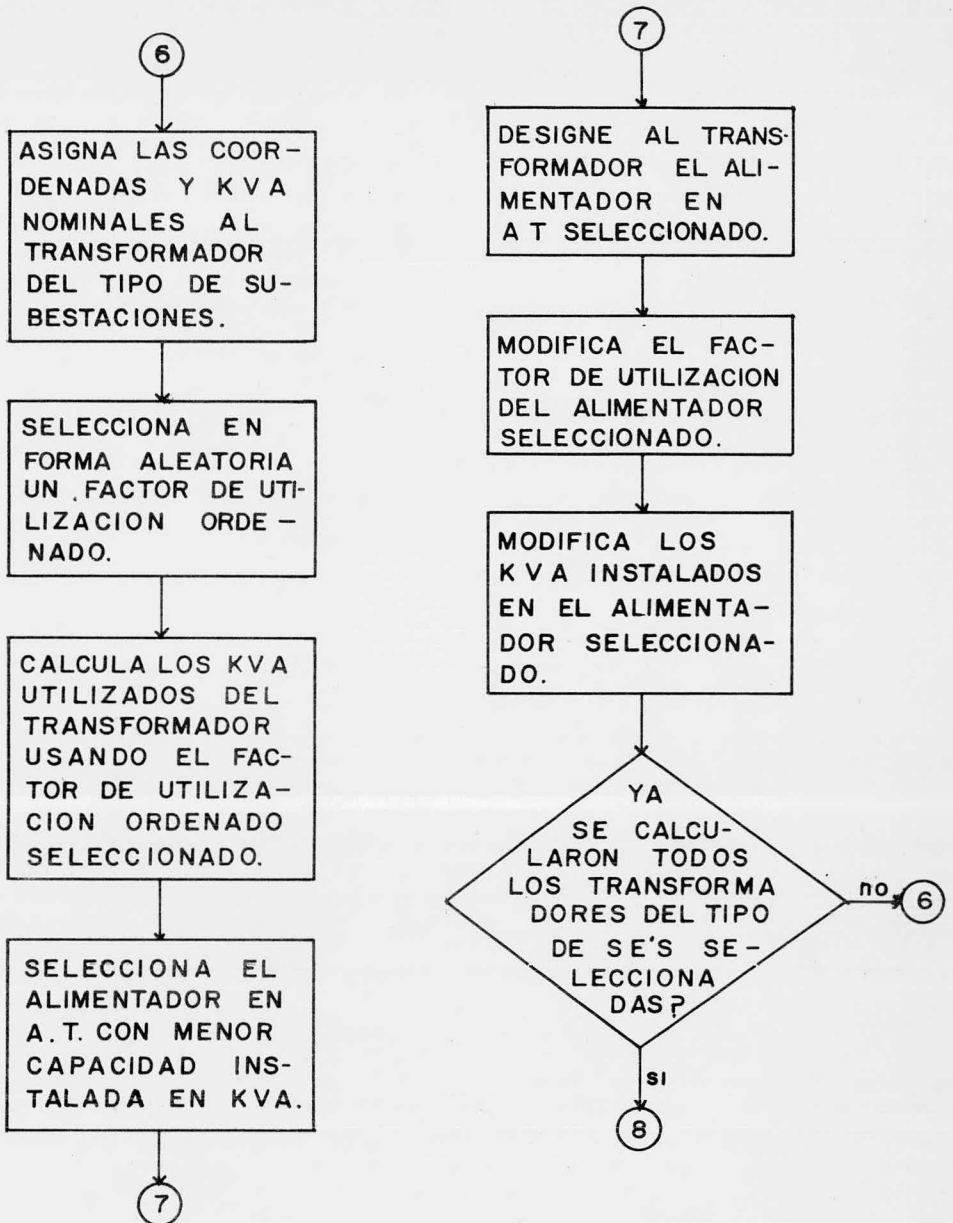 6
ASIGNA LAS COOR-
DENADAS Y KVA
NOMINALES AL
TRANSFORMADOR
DEL TIPO DE SU-
BESTACIONES.
SELECCIONA EN
FORMA ALEATORIA
UN FACTOR DE UTI-
LIZACION ORDE-
NADO.
CALCULA LOS KVA
UTILIZADOS DEL
TRANSFORMADOR
USANDO EL FAC-
TOR DE UTILIZA-
CION ORDENADO
SELECCIONADO.
SELECCIONA EL
ALIMENTADOR EN
A.T. CON MENOR
CAPACIDAD INS-
TALADA EN KVA.
7
7
DESIGNE AL TRANS-
FORMADOR EL ALI-
MENTADOR EN
A T SELECCIONADO.
MODIFICA EL FAC-
TOR DE UTILIZACION
DEL ALIMENTADOR
SELECCIONADO.
MODIFICA LOS
KVA INSTALADOS
EN EL ALIMENTA-
DOR SELECCIONA-
DO.
YA
SE CALCU-
LARON TODOS
LOS TRANSFORMA
DORES DEL TIPO
DE SE'S SE-
LECCIONA
DAS?
no
6
SI
8